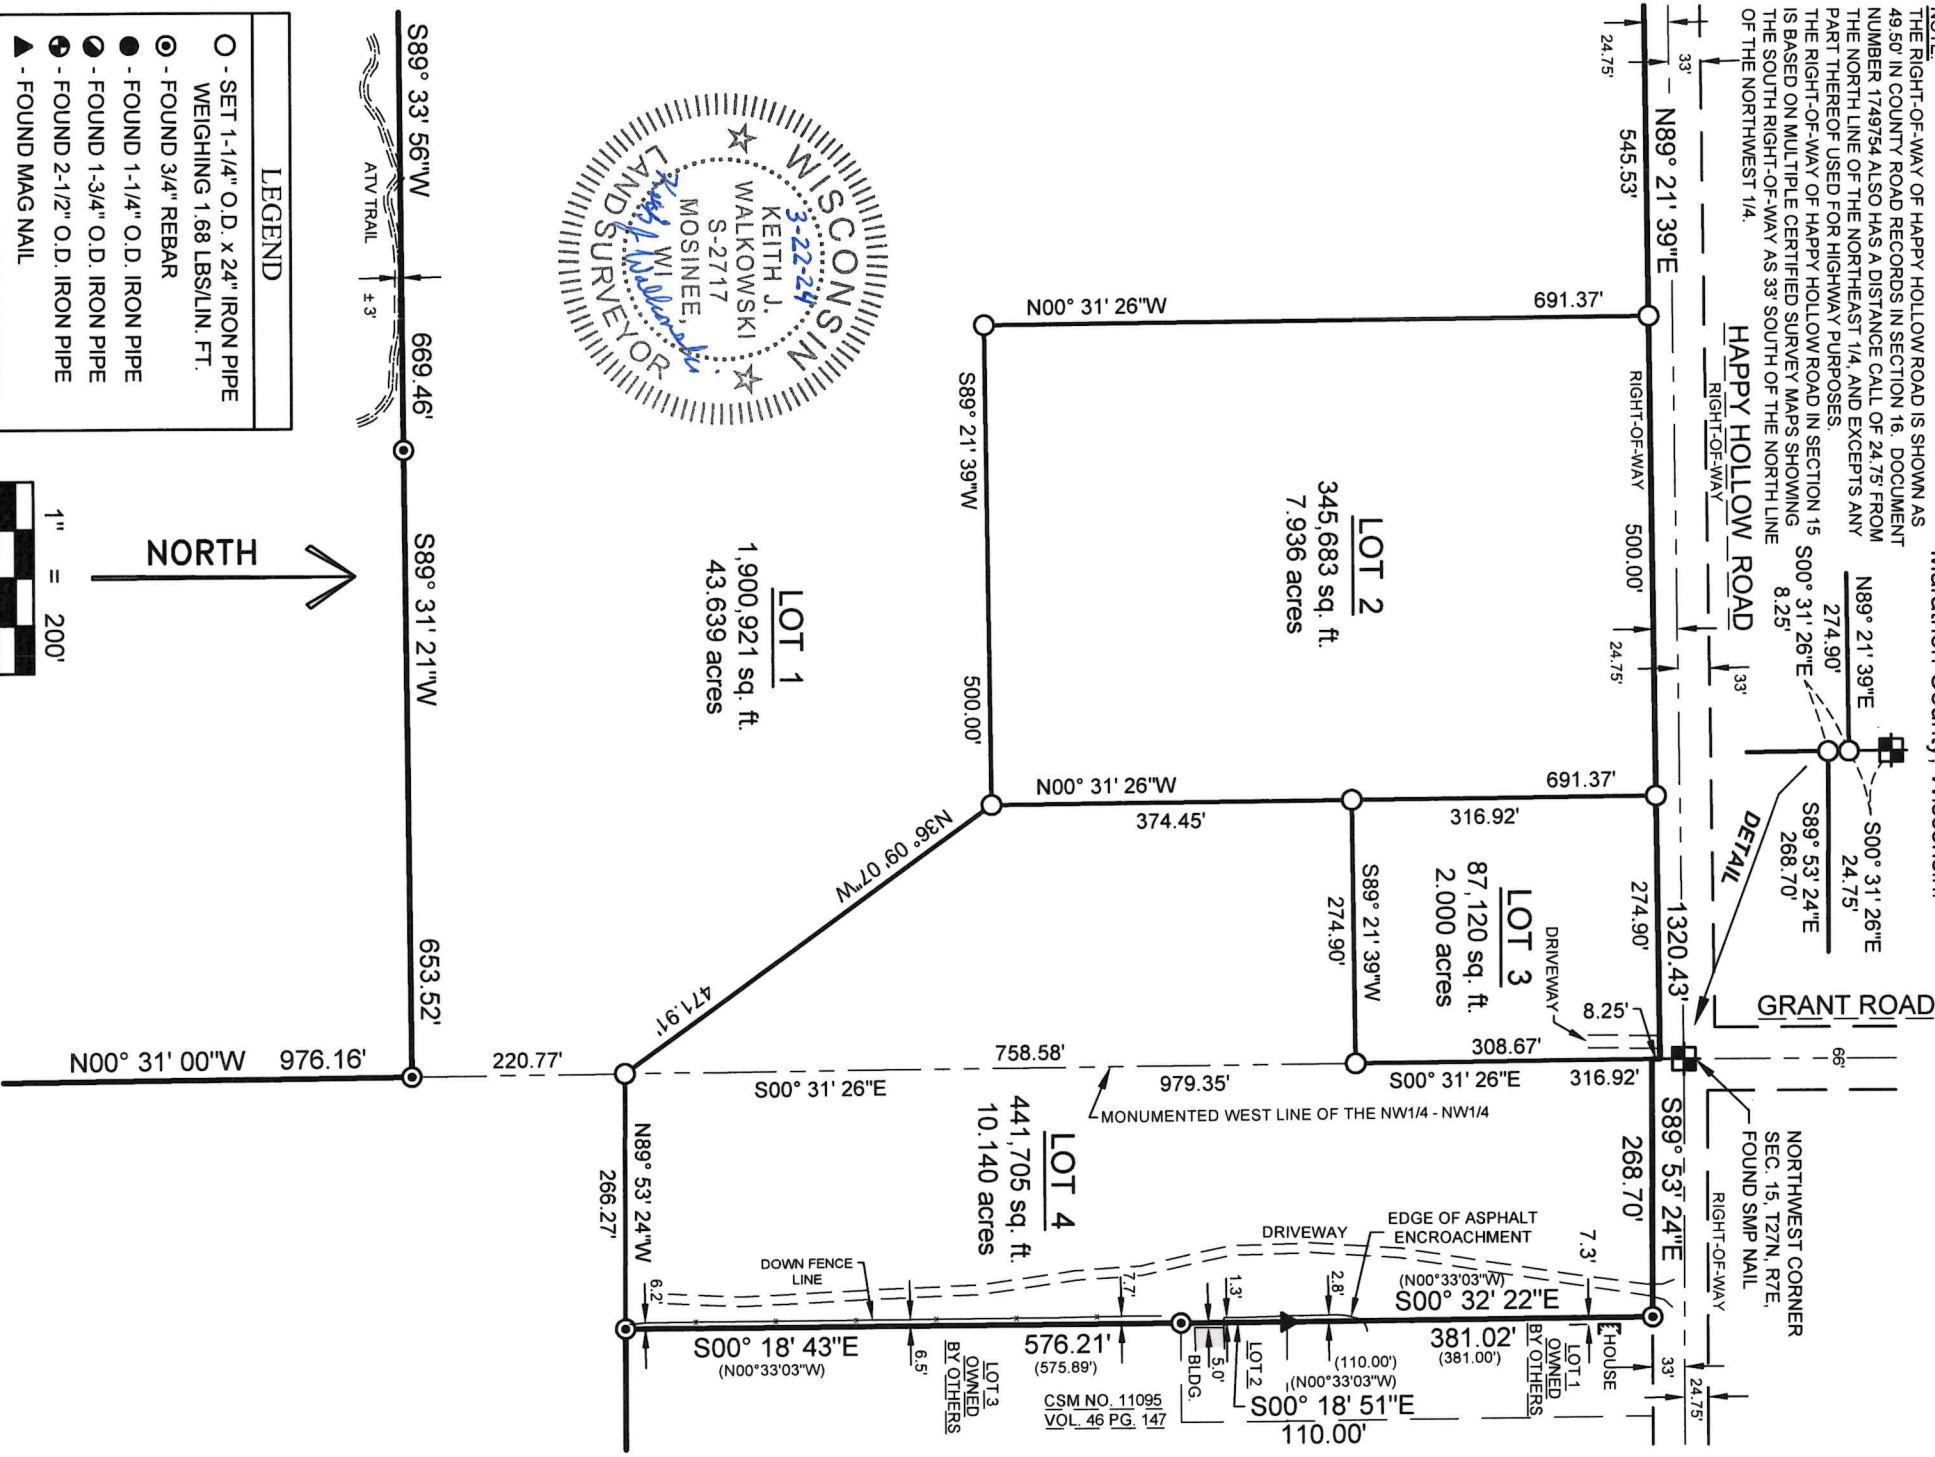 NOTE:
THE RIGHT-OF-WAY OF HAPPY HOLLOW ROAD IS SHOWN AS
49.50' IN COUNTY ROAD RECORDS IN SECTION 16. DOCUMENT
NUMBER 1749754 ALSO HAS A DISTANCE CALL OF 24.75' FROM
THE NORTH LINE OF THE NORTHEAST 1/4, AND EXCEPTS ANY
PART THEREOF USED FOR HIGHWAY PURPOSES.
THE RIGHT-OF-WAY OF HAPPY HOLLOW ROAD IN SECTION 15
IS BASED ON MULTIPLE CERTIFIED SURVEY MAPS SHOWING
THE SOUTH RIGHT-OF-WAY AS 33' SOUTH OF THE NORTH LINE
OF THE NORTHWEST 1/4.
Marathon County, Wisconsin.
N89° 21' 39"E
274.90'
S00° 31' 26"E
8.25'
S00° 31' 26"E
24.75'
S89° 53' 24"E
268.70'
DETAIL
GRANT ROAD
66'
NORTHWEST CORNER
SEC. 15, T27N, R7E,
FOUND SMP NAIL
RIGHT-OF-WAY
33'
24.75'
HAPPY HOLLOW ROAD
RIGHT-OF-WAY
33'
24.75'
N89° 21' 39"E
1320.43'
545.53'
RIGHT-OF-WAY
500.00'
33'
24.75'
274.90'
S89° 53' 24"E
268.70'
N00° 31' 26"W
691.37'
LOT 2
345,683 sq. ft.
7.936 acres
S89° 21' 39"W
500.00'
N00° 31' 26"W
691.37'
374.45'
316.92'
LOT 3
87,120 sq. ft.
2.000 acres
DRIVEWAY
8.25'
S89° 21' 39"W
274.90'
308.67'
S00° 31' 26"E
316.92'
N36° 09' 07"W
471.91'
LOT 1
1,900,921 sq. ft.
43.639 acres
220.77'
758.58'
S00° 31' 26"E
979.35'
MONUMENTED WEST LINE OF THE NW1/4 - NW1/4
LOT 4
441,705 sq. ft.
10.140 acres
N89° 53' 24"W
266.27'
DOWN FENCE
LINE
DRIVEWAY
EDGE OF ASPHALT
ENCROACHMENT
7.3'
2.8'
1.3'
7.7'
6.2'
6.5'
5.0'
(N00°33'03"W)
S00° 32' 22"E
381.02'
(381.00')
HOUSE
LOT 1
OWNED
BY OTHERS
(110.00')
(N00°33'03"W)
S00° 18' 51"E
110.00'
LOT 2
BLDG.
S00° 18' 43"E
(N00°33'03"W)
576.21'
(575.89')
LOT 3
OWNED
BY OTHERS
CSM NO. 11095
VOL. 46 PG. 147
N00° 31' 00"W
976.16'
S89° 33' 56"W
669.46'
S89° 31' 21"W
653.52'
ATV TRAIL
± 3'
WISCONSIN
3-22-24
KEITH J.
WALKOWSKI
S-2717
MOSINEE,
WI
Keith J Walkowski
LAND SURVEYOR
NORTH
1" = 200'
LEGEND
- SET 1-1/4" O.D. x 24" IRON PIPE
WEIGHING 1.68 LBS/LIN. FT.
- FOUND 3/4" REBAR
- FOUND 1-1/4" O.D. IRON PIPE
- FOUND 1-3/4" O.D. IRON PIPE
- FOUND 2-1/2" O.D. IRON PIPE
- FOUND MAG NAIL